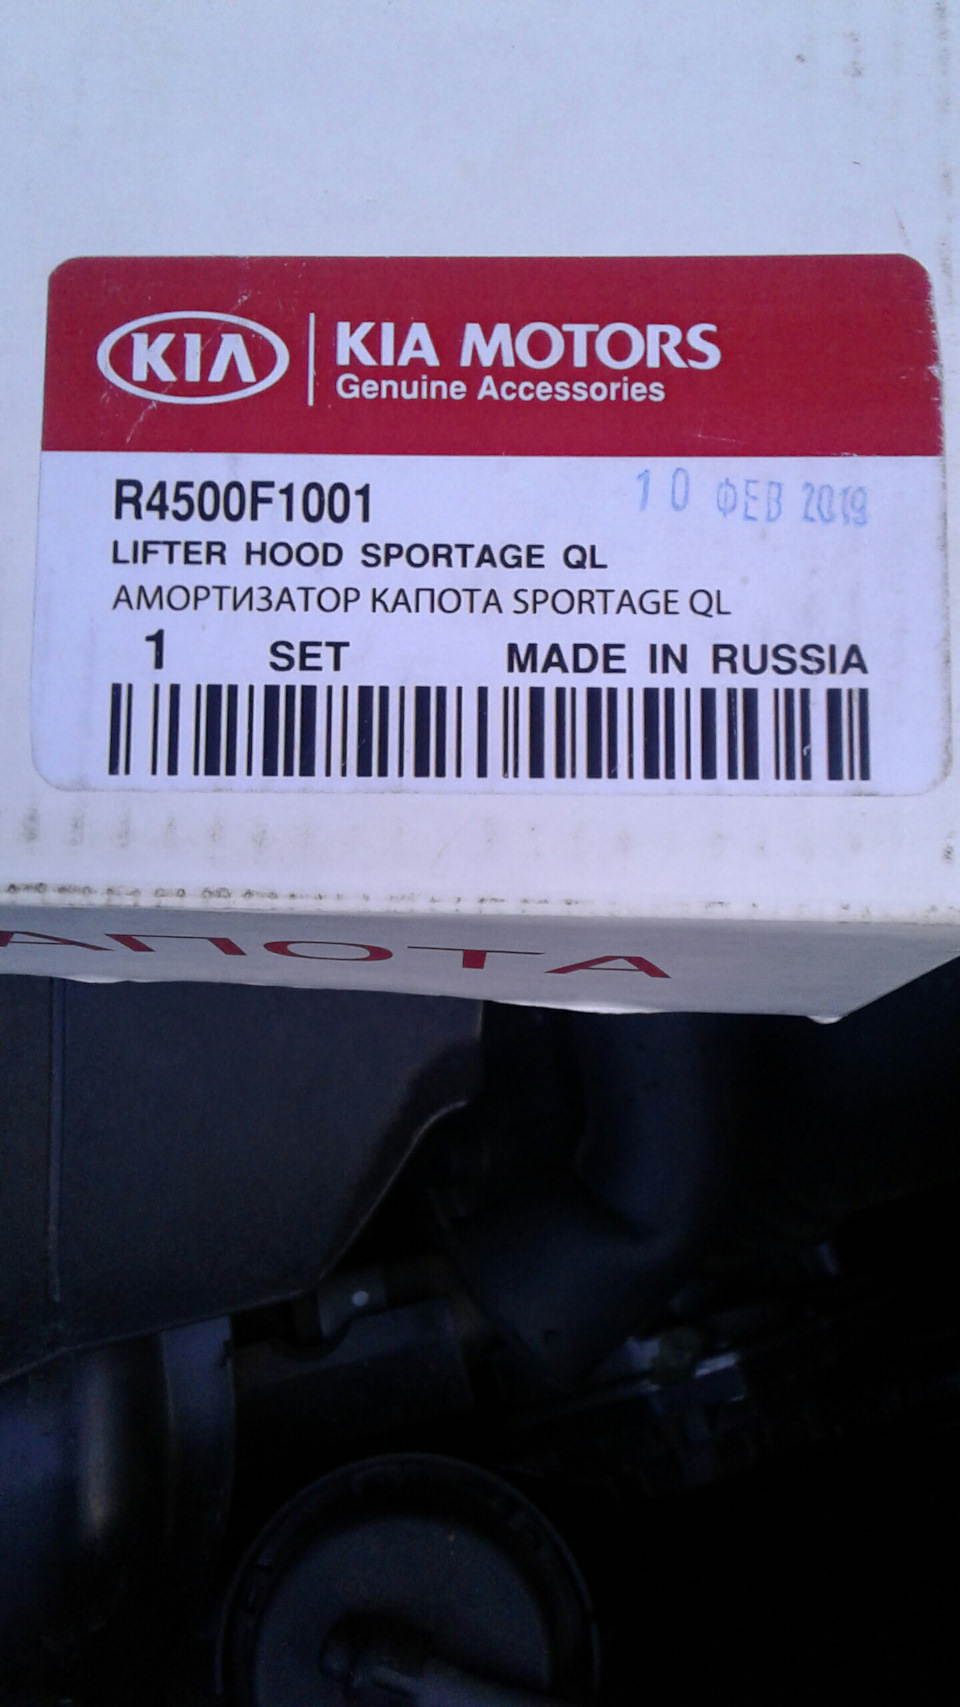 KIA
KIA MOTORS
Genuine Accessories
R4500F1001
10 ФЕВ 2019
LIFTER HOOD SPORTAGE QL
АМОРТИЗАТОР КАПОТА SPORTAGE QL
1 SET MADE IN RUSSIA
АПОТА